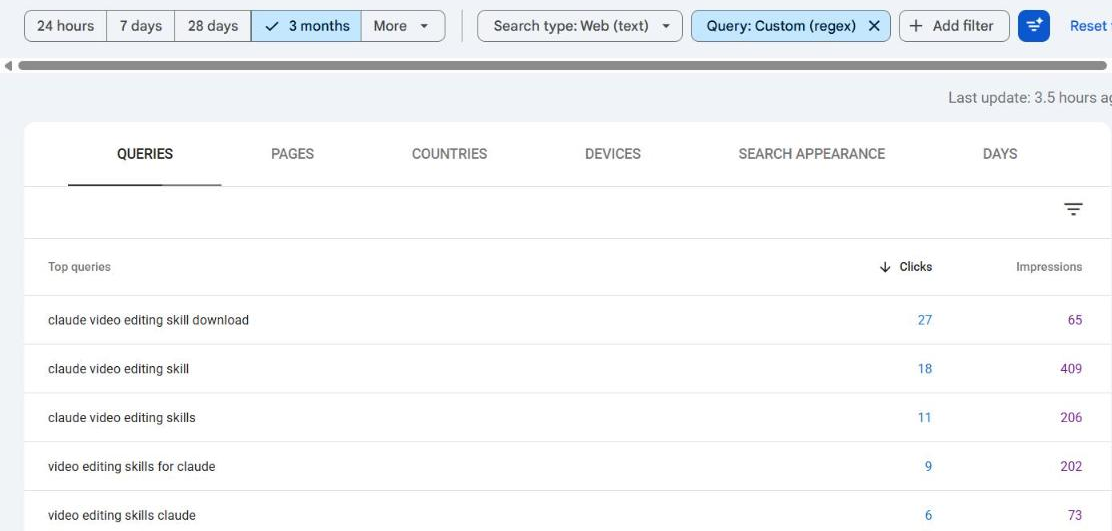 24 hours 7 days 28 days 3 months More Search type: Web (text) Query: Custom (regex) Add filter Reset
Last update: 3.5 hours
QUERIES PAGES COUNTRIES DEVICES SEARCH APPEARANCE DAYS
Top queries Clicks Impressions
claude video editing skill download 27 65
claude video editing skill 18 409
claude video editing skills 11 206
video editing skills for claude 9 202
video editing skills claude 6 73